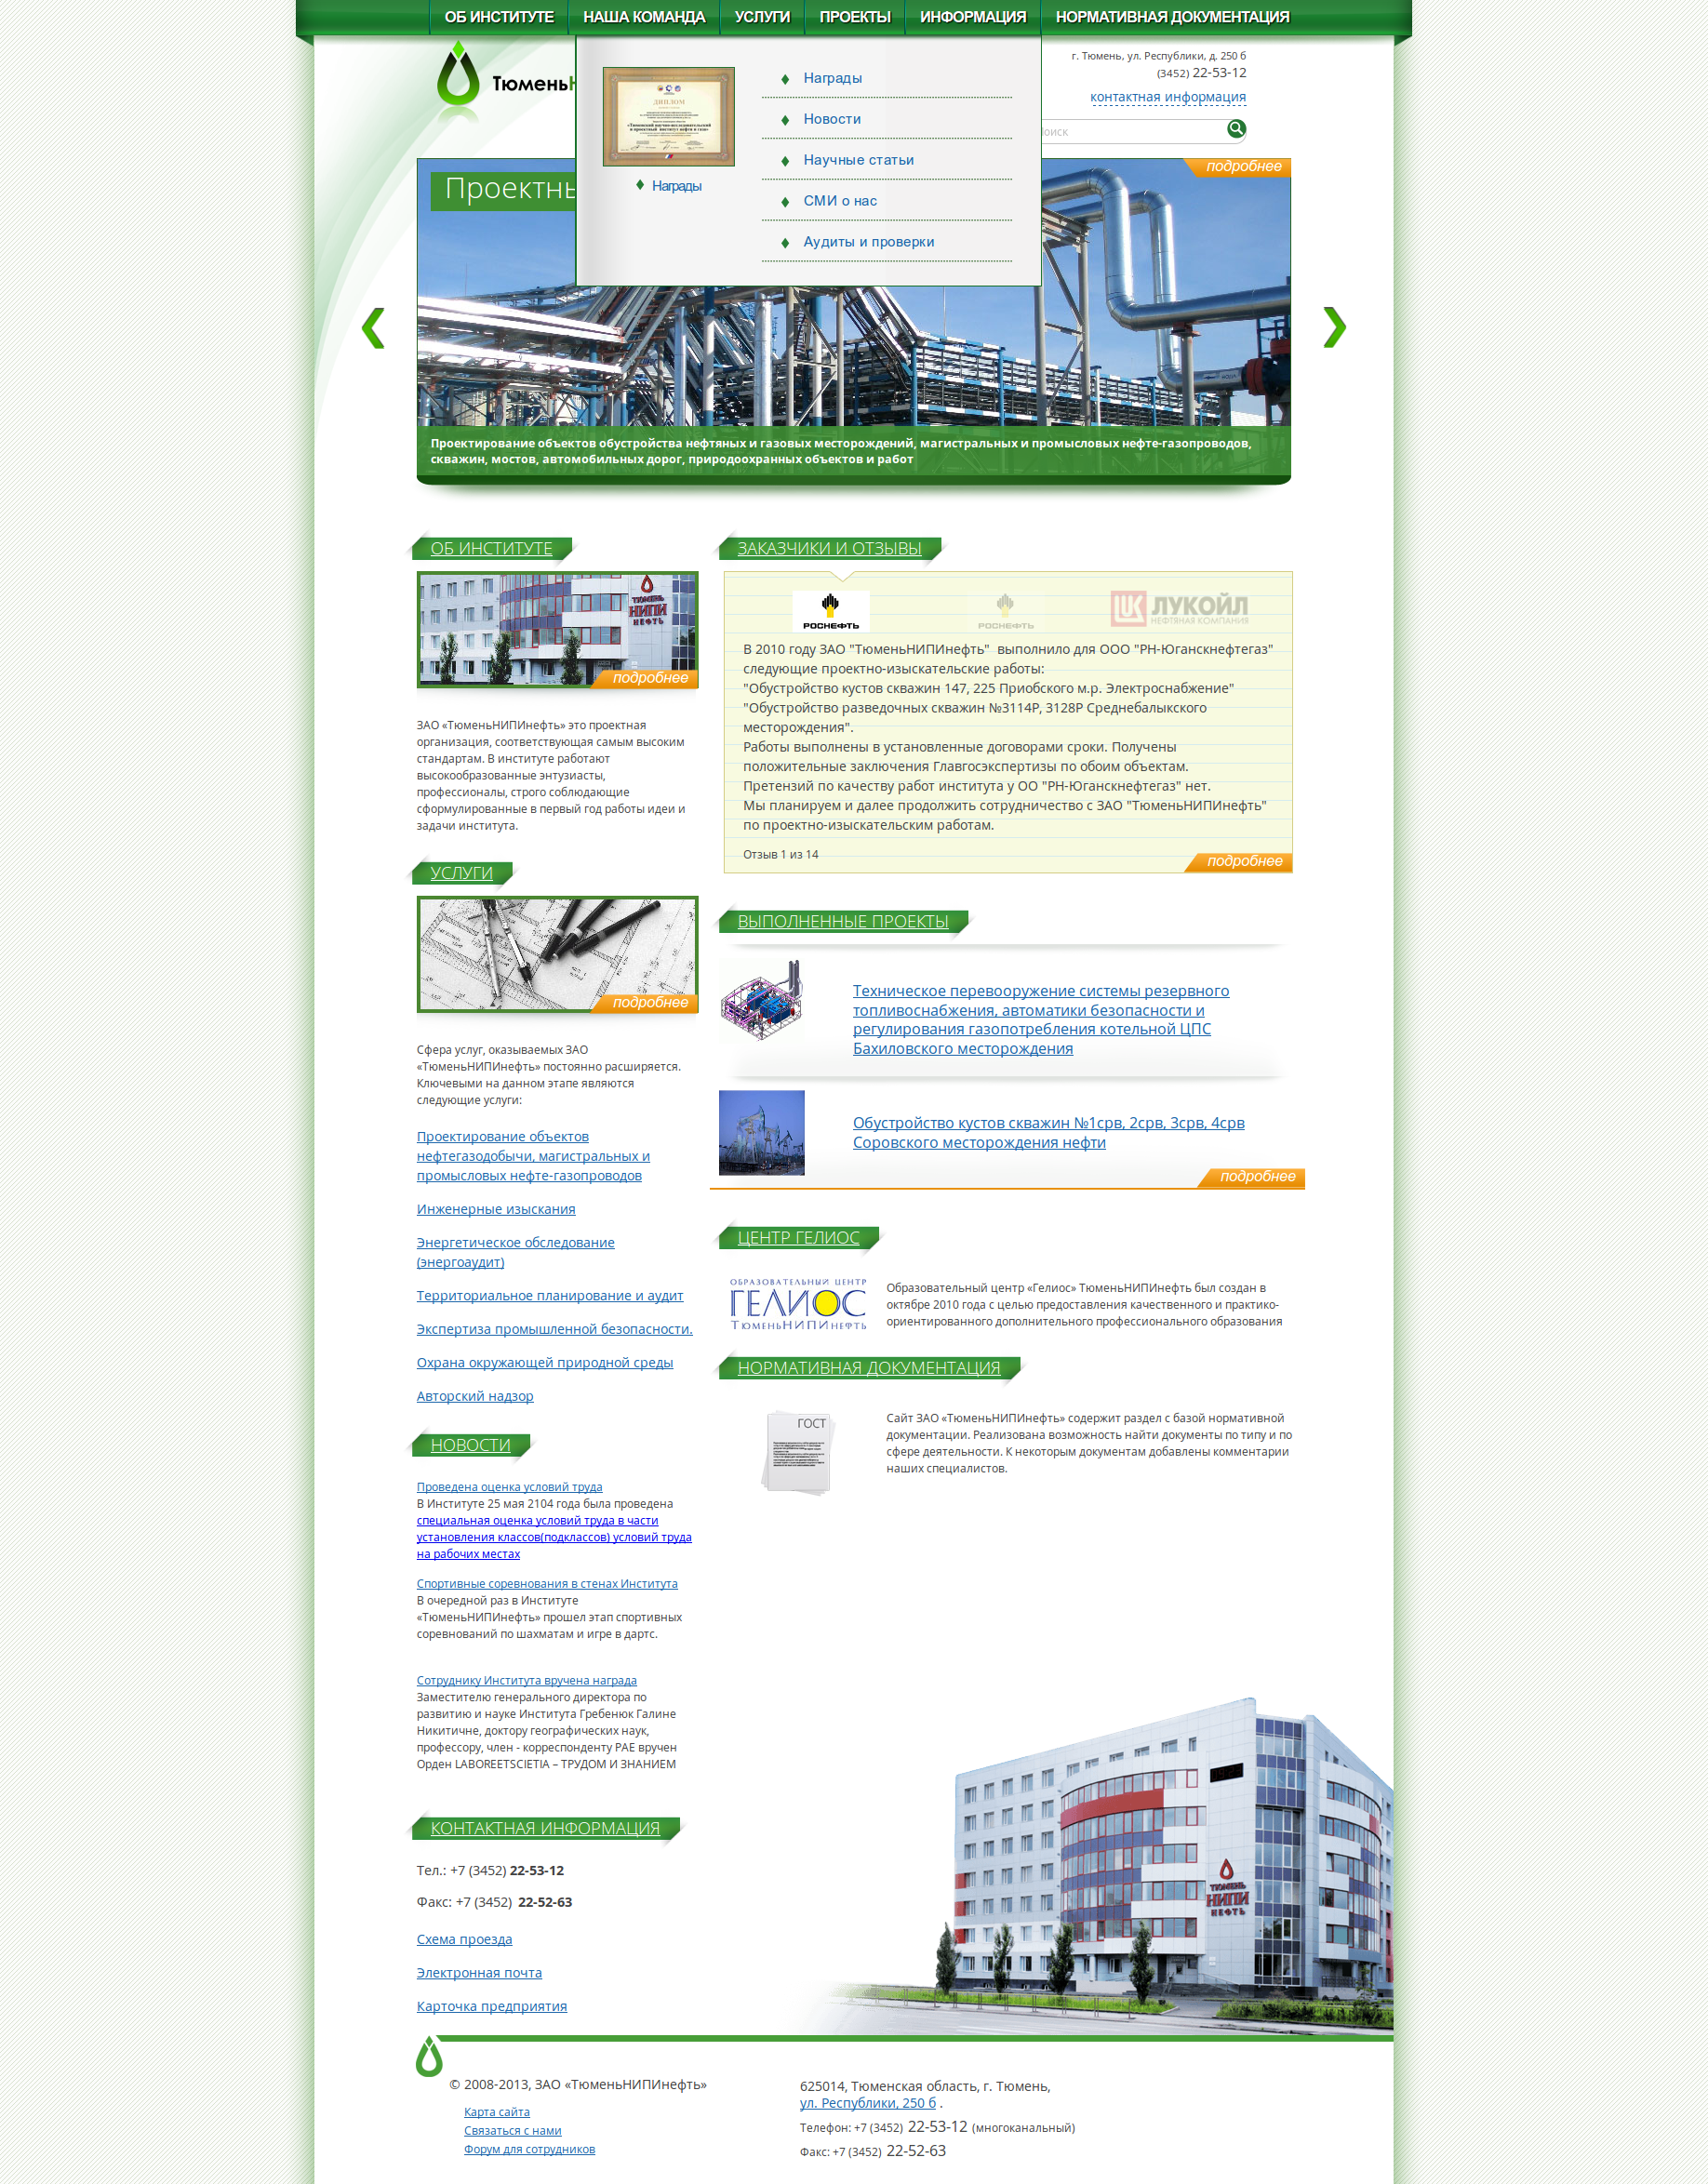 ОБ ИНСТИТУТЕ НАША КОМАНДА УСЛУГИ ПРОЕКТЫ ИНФОРМАЦИЯ НОРМАТИВНАЯ ДОКУМЕНТАЦИЯ
г. Тюмень, ул. Республики, д. 250 б
(3452) 22-53-12
контактная информация
Тюмень
ДИПЛОМ
Награды
Награды
Новости
Научные статьи
СМИ о нас
Аудиты и проверки
подробнее
Проектирование объектов обустройства нефтяных и газовых месторождений, магистральных и промысловых нефте-газопроводов,
скважин, мостов, автомобильных дорог, природоохранных объектов и работ
ОБ ИНСТИТУТЕ
ТЮМЕНЬ
НИПИ
НЕФТЬ
подробнее
ЗАО «ТюменьНИПИнефть» это проектная
организация, соответствующая самым высоким
стандартам. В институте работают
высокообразованные энтузиасты,
профессионалы, строго соблюдающие
сформулированные в первый год работы идеи и
задачи института.
УСЛУГИ
подробнее
Сфера услуг, оказываемых ЗАО
«ТюменьНИПИнефть» постоянно расширяется.
Ключевыми на данном этапе являются
следующие услуги:
Проектирование объектов
нефтегазодобычи, магистральных и
промысловых нефте-газопроводов
Инженерные изыскания
Энергетическое обследование
(энергоаудит)
Территориальное планирование и аудит
Экспертиза промышленной безопасности.
Охрана окружающей природной среды
Авторский надзор
НОВОСТИ
Проведена оценка условий труда
В Институте 25 мая 2104 года была проведена
специальная оценка условий труда в части
установления классов(подклассов) условий труда
на рабочих местах
Спортивные соревнования в стенах Института
В очередной раз в Институте
«ТюменьНИПИнефть» прошел этап спортивных
соревнований по шахматам и игре в дартс.
Сотруднику Института вручена награда
Заместителю генерального директора по
развитию и науке Института Гребенюк Галине
Никитичне, доктору географических наук,
профессору, член - корреспонденту РАЕ вручен
Орден LABOREETSCIETIA – ТРУДОМ И ЗНАНИЕМ
КОНТАКТНАЯ ИНФОРМАЦИЯ
Тел.: +7 (3452) 22-53-12
Факс: +7 (3452) 22-52-63
Схема проезда
Электронная почта
Карточка предприятия
ЗАКАЗЧИКИ И ОТЗЫВЫ
РОСНЕФТЬ РОСНЕФТЬ ЛУКОЙЛ
НЕФТЯНАЯ КОМПАНИЯ
В 2010 году ЗАО "ТюменьНИПИнефть"  выполнило для ООО "РН-Юганскнефтегаз"
следующие проектно-изыскательские работы:
"Обустройство кустов скважин 147, 225 Приобского м.р. Электроснабжение"
"Обустройство разведочных скважин №3114Р, 3128Р Среднебалыкского
месторождения".
Работы выполнены в установленные договорами сроки. Получены
положительные заключения Главгосэкспертизы по обоим объектам.
Претензий по качеству работ института у ОО "РН-Юганскнефтегаз" нет.
Мы планируем и далее продолжить сотрудничество с ЗАО "ТюменьНИПИнефть"
по проектно-изыскательским работам.
Отзыв 1 из 14
подробнее
ВЫПОЛНЕННЫЕ ПРОЕКТЫ
Техническое перевооружение системы резервного
топливоснабжения, автоматики безопасности и
регулирования газопотребления котельной ЦПС
Бахиловского месторождения
Обустройство кустов скважин №1срв, 2срв, 3срв, 4срв
Соровского месторождения нефти
подробнее
ЦЕНТР ГЕЛИОС
ОБРАЗОВАТЕЛЬНЫЙ ЦЕНТР
ГЕЛИОС
ТЮМЕНЬНИПИНЕФТЬ
Образовательный центр «Гелиос» ТюменьНИПИнефть был создан в
октябре 2010 года с целью предоставления качественного и практико-
ориентированного дополнительного профессионального образования
НОРМАТИВНАЯ ДОКУМЕНТАЦИЯ
ГОСТ
Сайт ЗАО «ТюменьНИПИнефть» содержит раздел с базой нормативной
документации. Реализована возможность найти документы по типу и по
сфере деятельности. К некоторым документам добавлены комментарии
наших специалистов.
ТЮМЕНЬ
НИПИ
НЕФТЬ
© 2008-2013, ЗАО «ТюменьНИПИнефть»
Карта сайта
Связаться с нами
Форум для сотрудников
625014, Тюменская область, г. Тюмень,
ул. Республики, 250 б .
Телефон: +7 (3452) 22-53-12 (многоканальный)
Факс: +7 (3452) 22-52-63